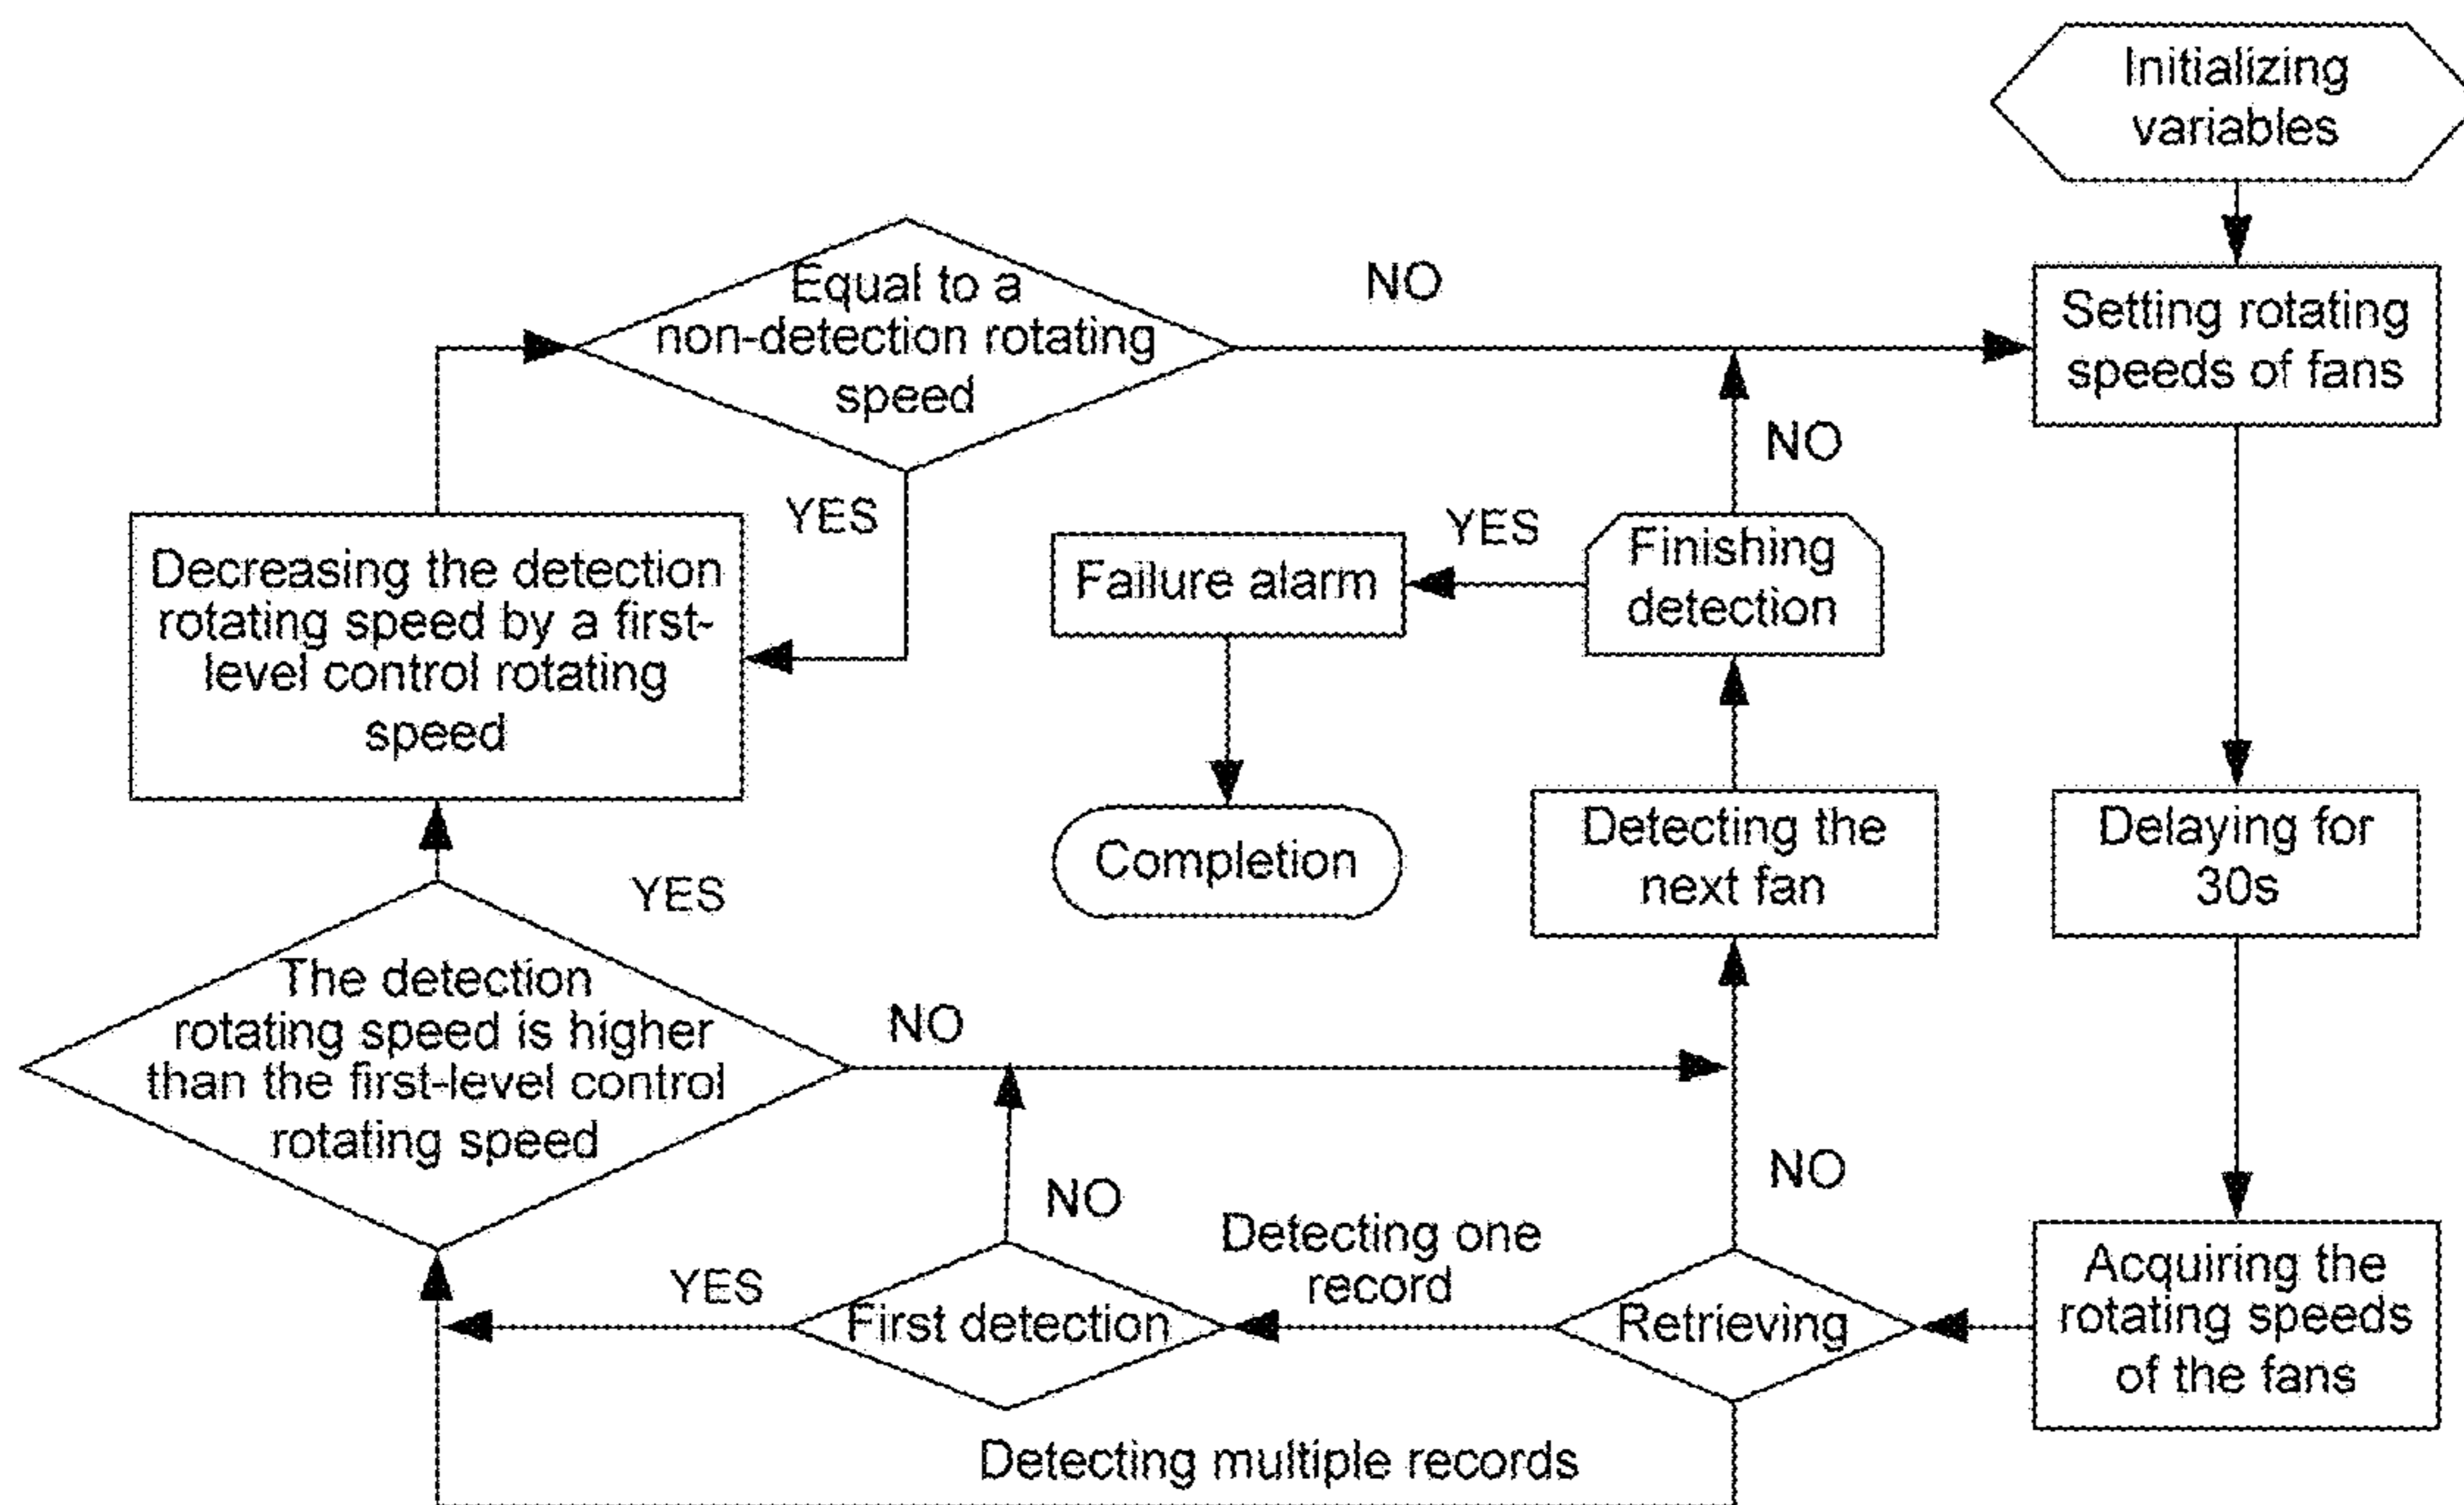 Initializing
variables
Equal to a
non-detection rotating
speed
NO
Setting rotating
speeds of fans
NO
YES
YES
Finishing
detection
Failure alarm
Decreasing the detection
rotating speed by a first-
level control rotating
speed
Detecting the
next fan
Delaying for
30s
Completion
YES
The detection
rotating speed is higher
than the first-level control
rotating speed
NO
NO
NO
Detecting one
record
YES
First detection
Retrieving
Acquiring the
rotating speeds
of the fans
Detecting multiple records